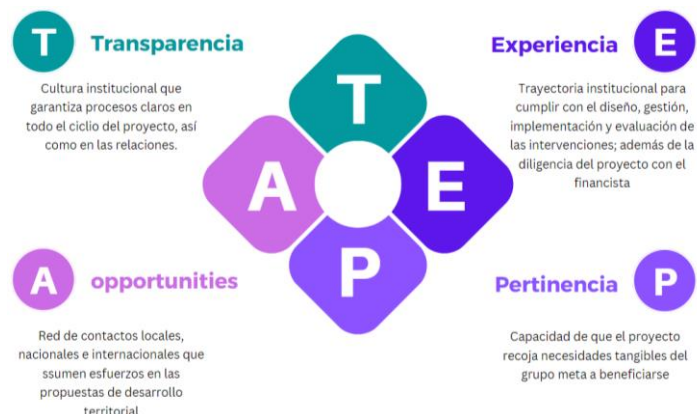 T Transparencia
Cultura institucional que
garantiza procesos claros en
todo el ciclio del proyecto, así
como en las relaciones.
Experiencia E
Trayectoria institucional para
cumplir con el diseño, gestión,
implementación y evaluación de
las intervenciones; además de la
diligencia del proyecto con el
financista
T
A
E
P
A opportunities
Red de contactos locales,
nacionales e internacionales que
ssumen esfuerzos en las
propuestas de desarrollo
territorial
Pertinencia P
Capacidad de que el proyecto
recoja necesidades tangibles del
grupo meta a beneficiarse